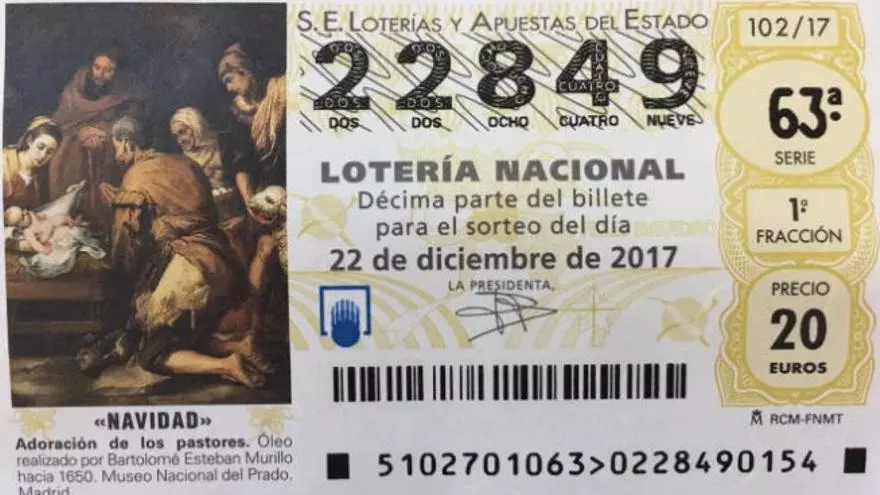 S.E. LOTERÍAS Y APUESTAS DEL ESTADO
22849
DOS DOS OCHO CUATRO NUEVE
LOTERÍA NACIONAL
Décima parte del billete
para el sorteo del día
22 de diciembre de 2017
LA PRESIDENTA,
102/17
63ª
SERIE
1ª
FRACCIÓN
PRECIO
20
EUROS
RCM-FNMT
5102701063>0228490154
«NAVIDAD»
Adoración de los pastores. Óleo
realizado por Bartolomé Esteban Murillo
hacia 1650. Museo Nacional del Prado.
Madrid